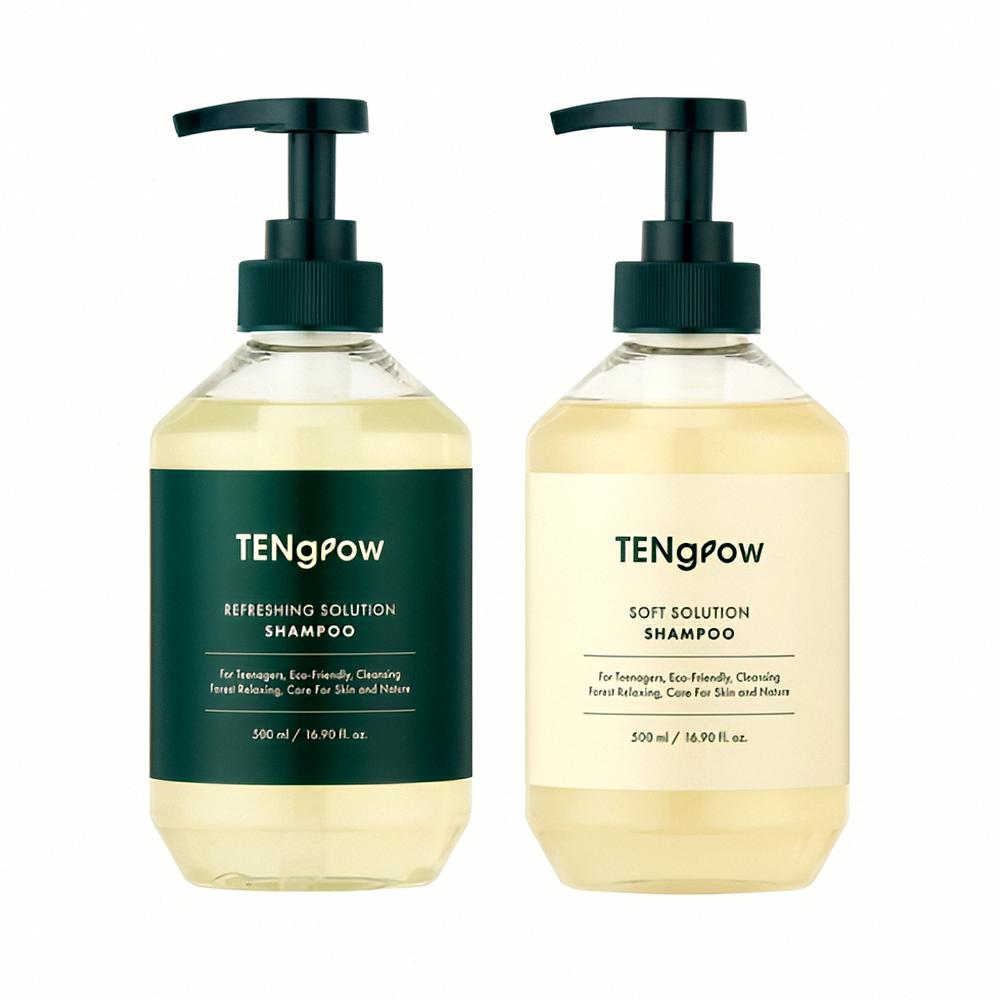 TENgrow
REFRESHING SOLUTION
SHAMPOO
For Teenagers, Eco-Friendly, Cleansing
Forest Relaxing, Care For Skin and Nature
500 ml / 16.90 fl. oz.
TENgrow
SOFT SOLUTION
SHAMPOO
For Teenagers, Eco-Friendly, Cleansing
Forest Relaxing, Care For Skin and Nature
500 ml / 16.90 fl. oz.